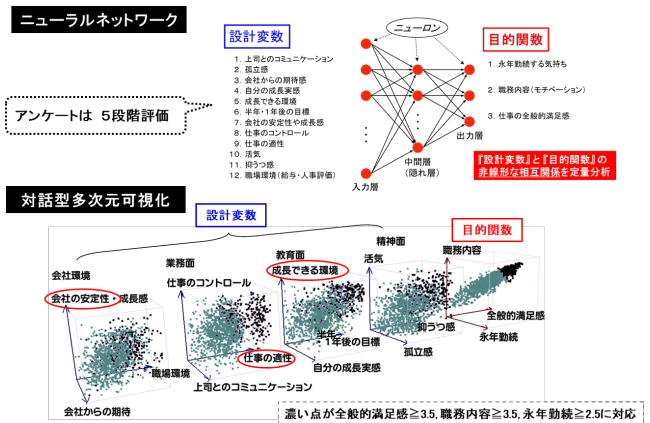 ニューラルネットワーク
設計変数
1. 上司とのコミュニケーション
2. 孤立感
3. 会社からの期待感
4. 自分の成長実感
5. 成長できる環境
6. 半年・1年後の目標
7. 会社の安定性や成長感
8. 仕事のコントロール
9. 仕事の適性
10. 活気
11. 抑うつ感
12. 職場環境（給与・人事評価）
アンケートは 5段階評価
ニューロン
入力層
中間層
（隠れ層）
出力層
目的関数
1. 永年勤続する気持ち
2. 職務内容（モチベーション）
3. 仕事の全般的満足感
『設計変数』と『目的関数』の
非線形な相互関係を定量分析
対話型多次元可視化
設計変数
目的関数
会社環境
会社の安定性・成長感
職場環境
会社からの期待
業務面
仕事のコントロール
仕事の適性
上司とのコミュニケーション
教育面
成長できる環境
半年・
1年後の目標
自分の成長実感
精神面
活気
抑うつ感
孤立感
職務内容
全般的満足感
永年勤続
濃い点が全般的満足感≧3.5, 職務内容≧3.5, 永年勤続≧2.5に対応